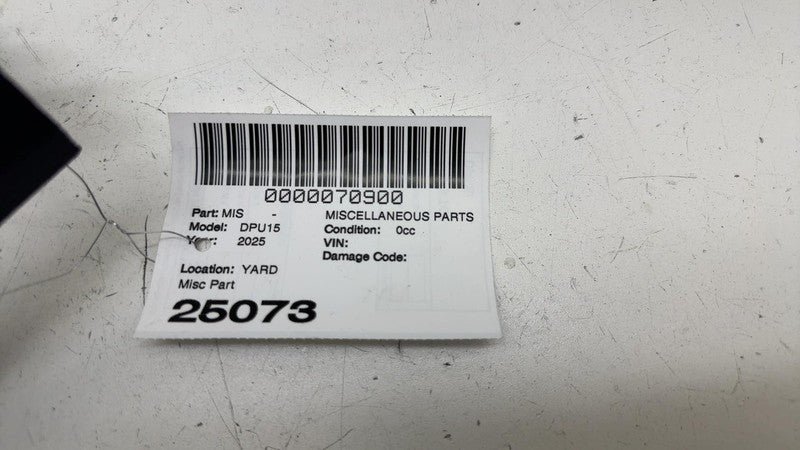 0000070900
Part: MIS - MISCELLANEOUS PARTS
Model: DPU15 Condition: 0cc
Year: 2025 VIN:
Damage Code:
Location: YARD
Misc Part
25073